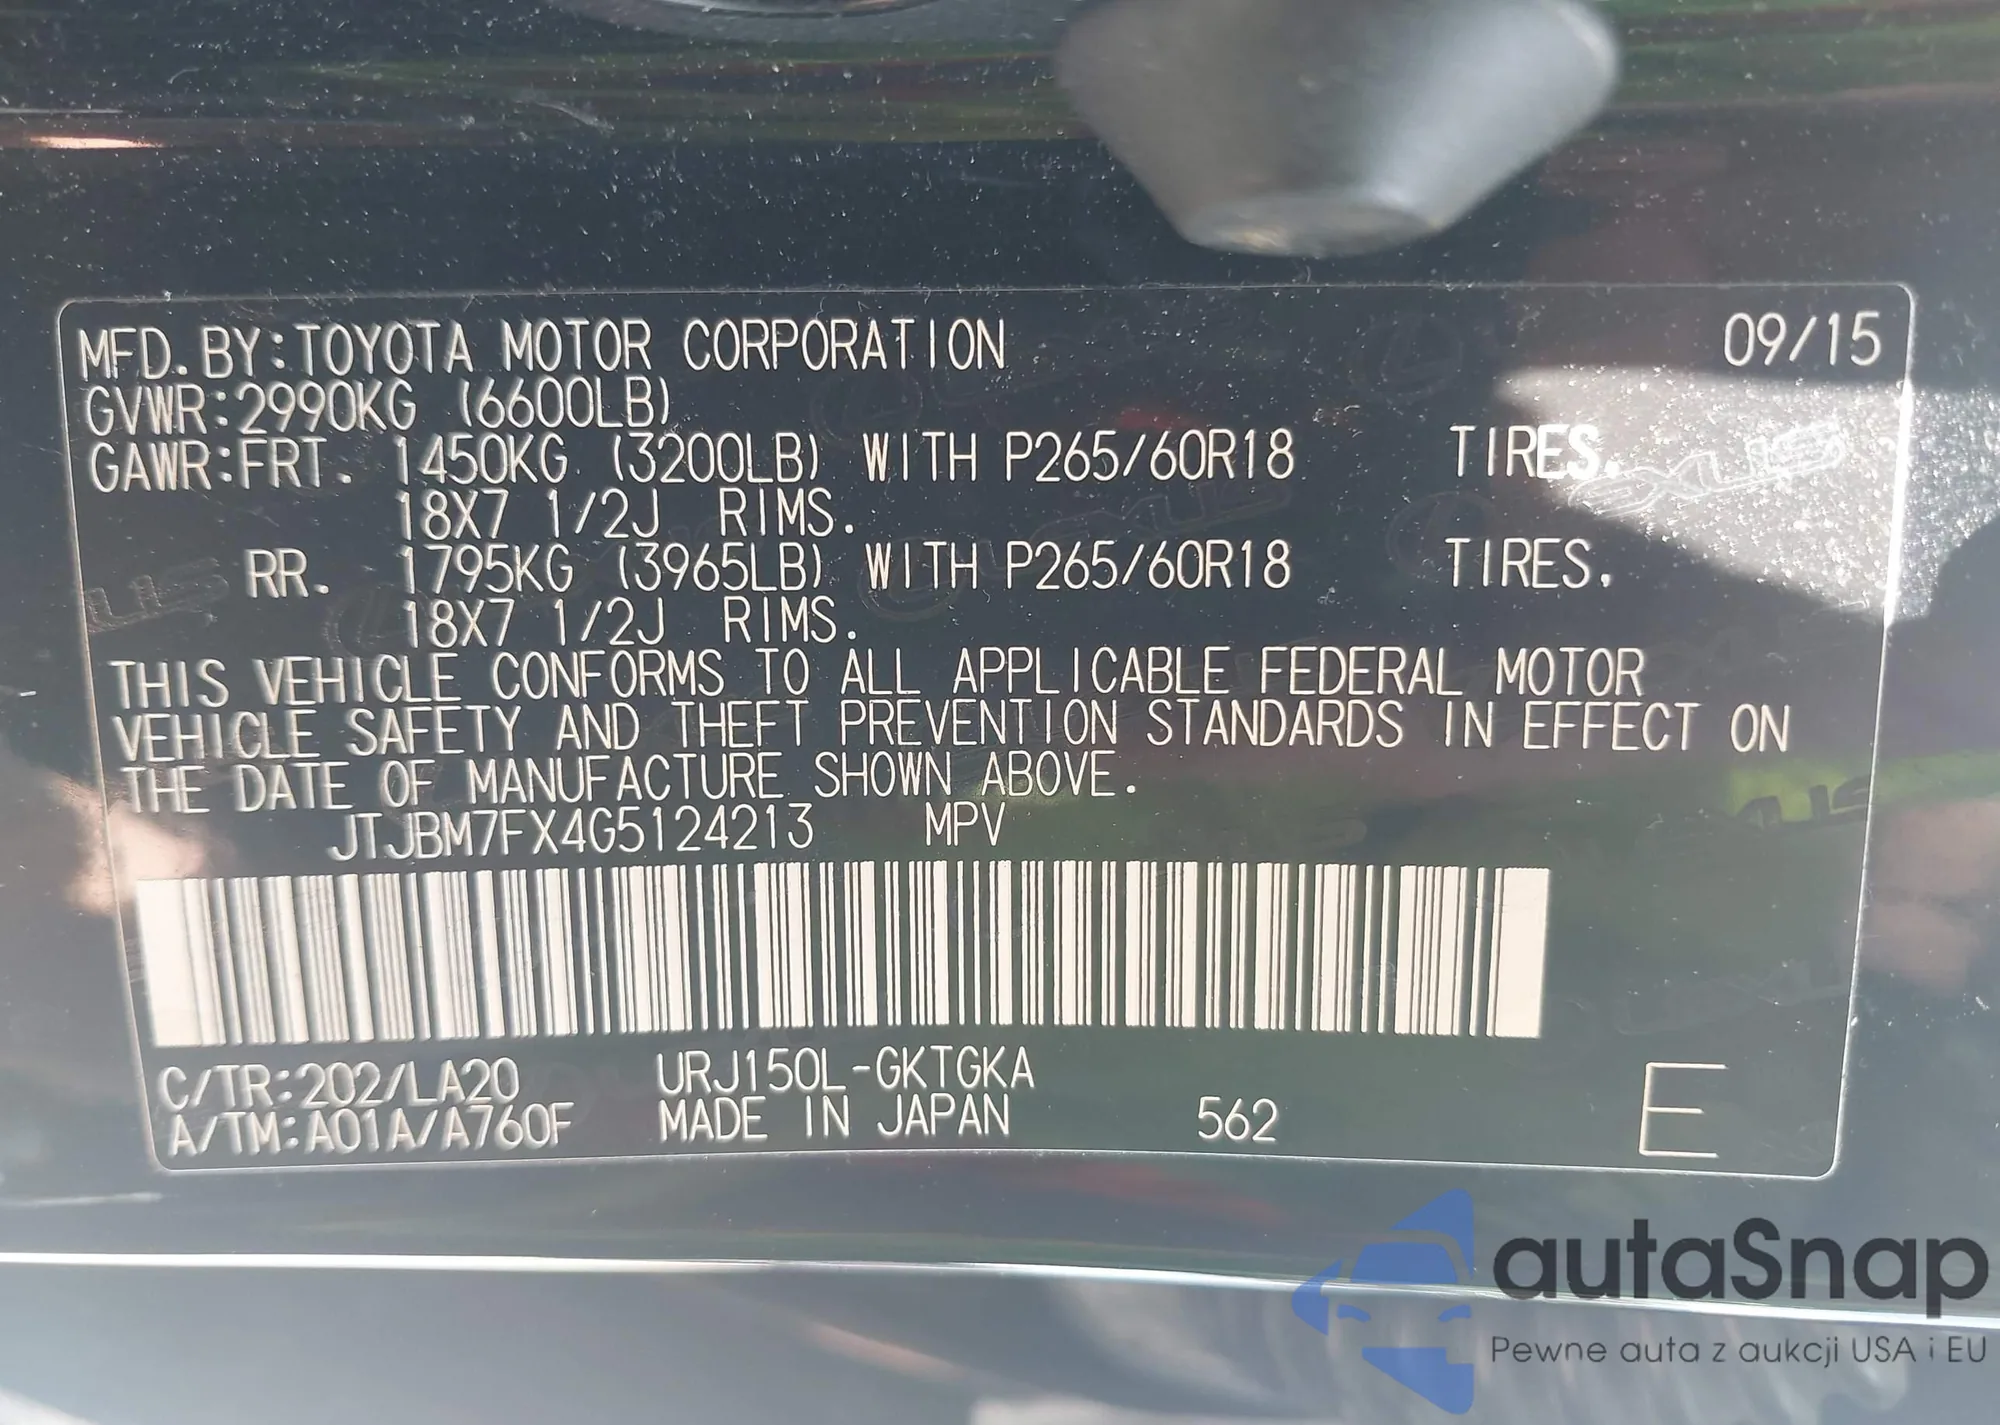 MFD. BY:TOYOTA MOTOR CORPORATION 09/15
GVWR:2990KG (6600LB)
GAWR:FRT. 1450KG (3200LB) WITH P265/60R18 TIRES.
18X7 1/2J RIMS.
RR. 1795KG (3965LB) WITH P265/60R18 TIRES.
18X7 1/2J RIMS.
THIS VEHICLE CONFORMS TO ALL APPLICABLE FEDERAL MOTOR
VEHICLE SAFETY AND THEFT PREVENTION STANDARDS IN EFFECT ON
THE DATE OF MANUFACTURE SHOWN ABOVE.
JTJBM7FX4G5124213 MPV
C/TR:202/LA20 URJ150L-GKTGKA
A/TM:A01A/A760F MADE IN JAPAN 562 E
autaSnap
Pewne auta z aukcji USA i EU